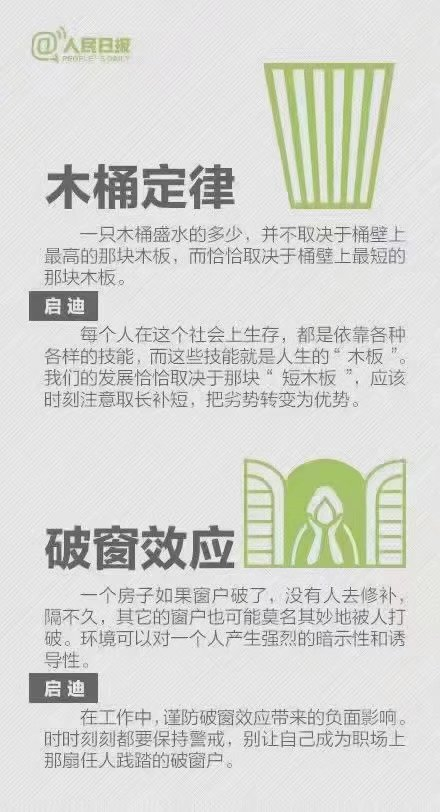 @人民日报
PEOPLE'S DAILY
木桶定律
一只木桶盛水的多少，并不取决于桶壁上
最高的那块木板，而恰恰取决于桶壁上最短的
那块木板。
启迪
每个人在这个社会上生存，都是依靠各种
各样的技能，而这些技能就是人生的“木板”。
我们的发展恰恰取决于那块“短木板”，应该
时刻注意取长补短，把劣势转变为优势。
破窗效应
一个房子如果窗户破了，没有人去修补，
隔不久，其它的窗户也可能莫名其妙地被人打
破。环境可以对一个人产生强烈的暗示性和诱
导性。
启迪
在工作中，谨防破窗效应带来的负面影响。
时时刻刻都要保持警戒，别让自己成为职场上
那扇任人践踏的破窗户。